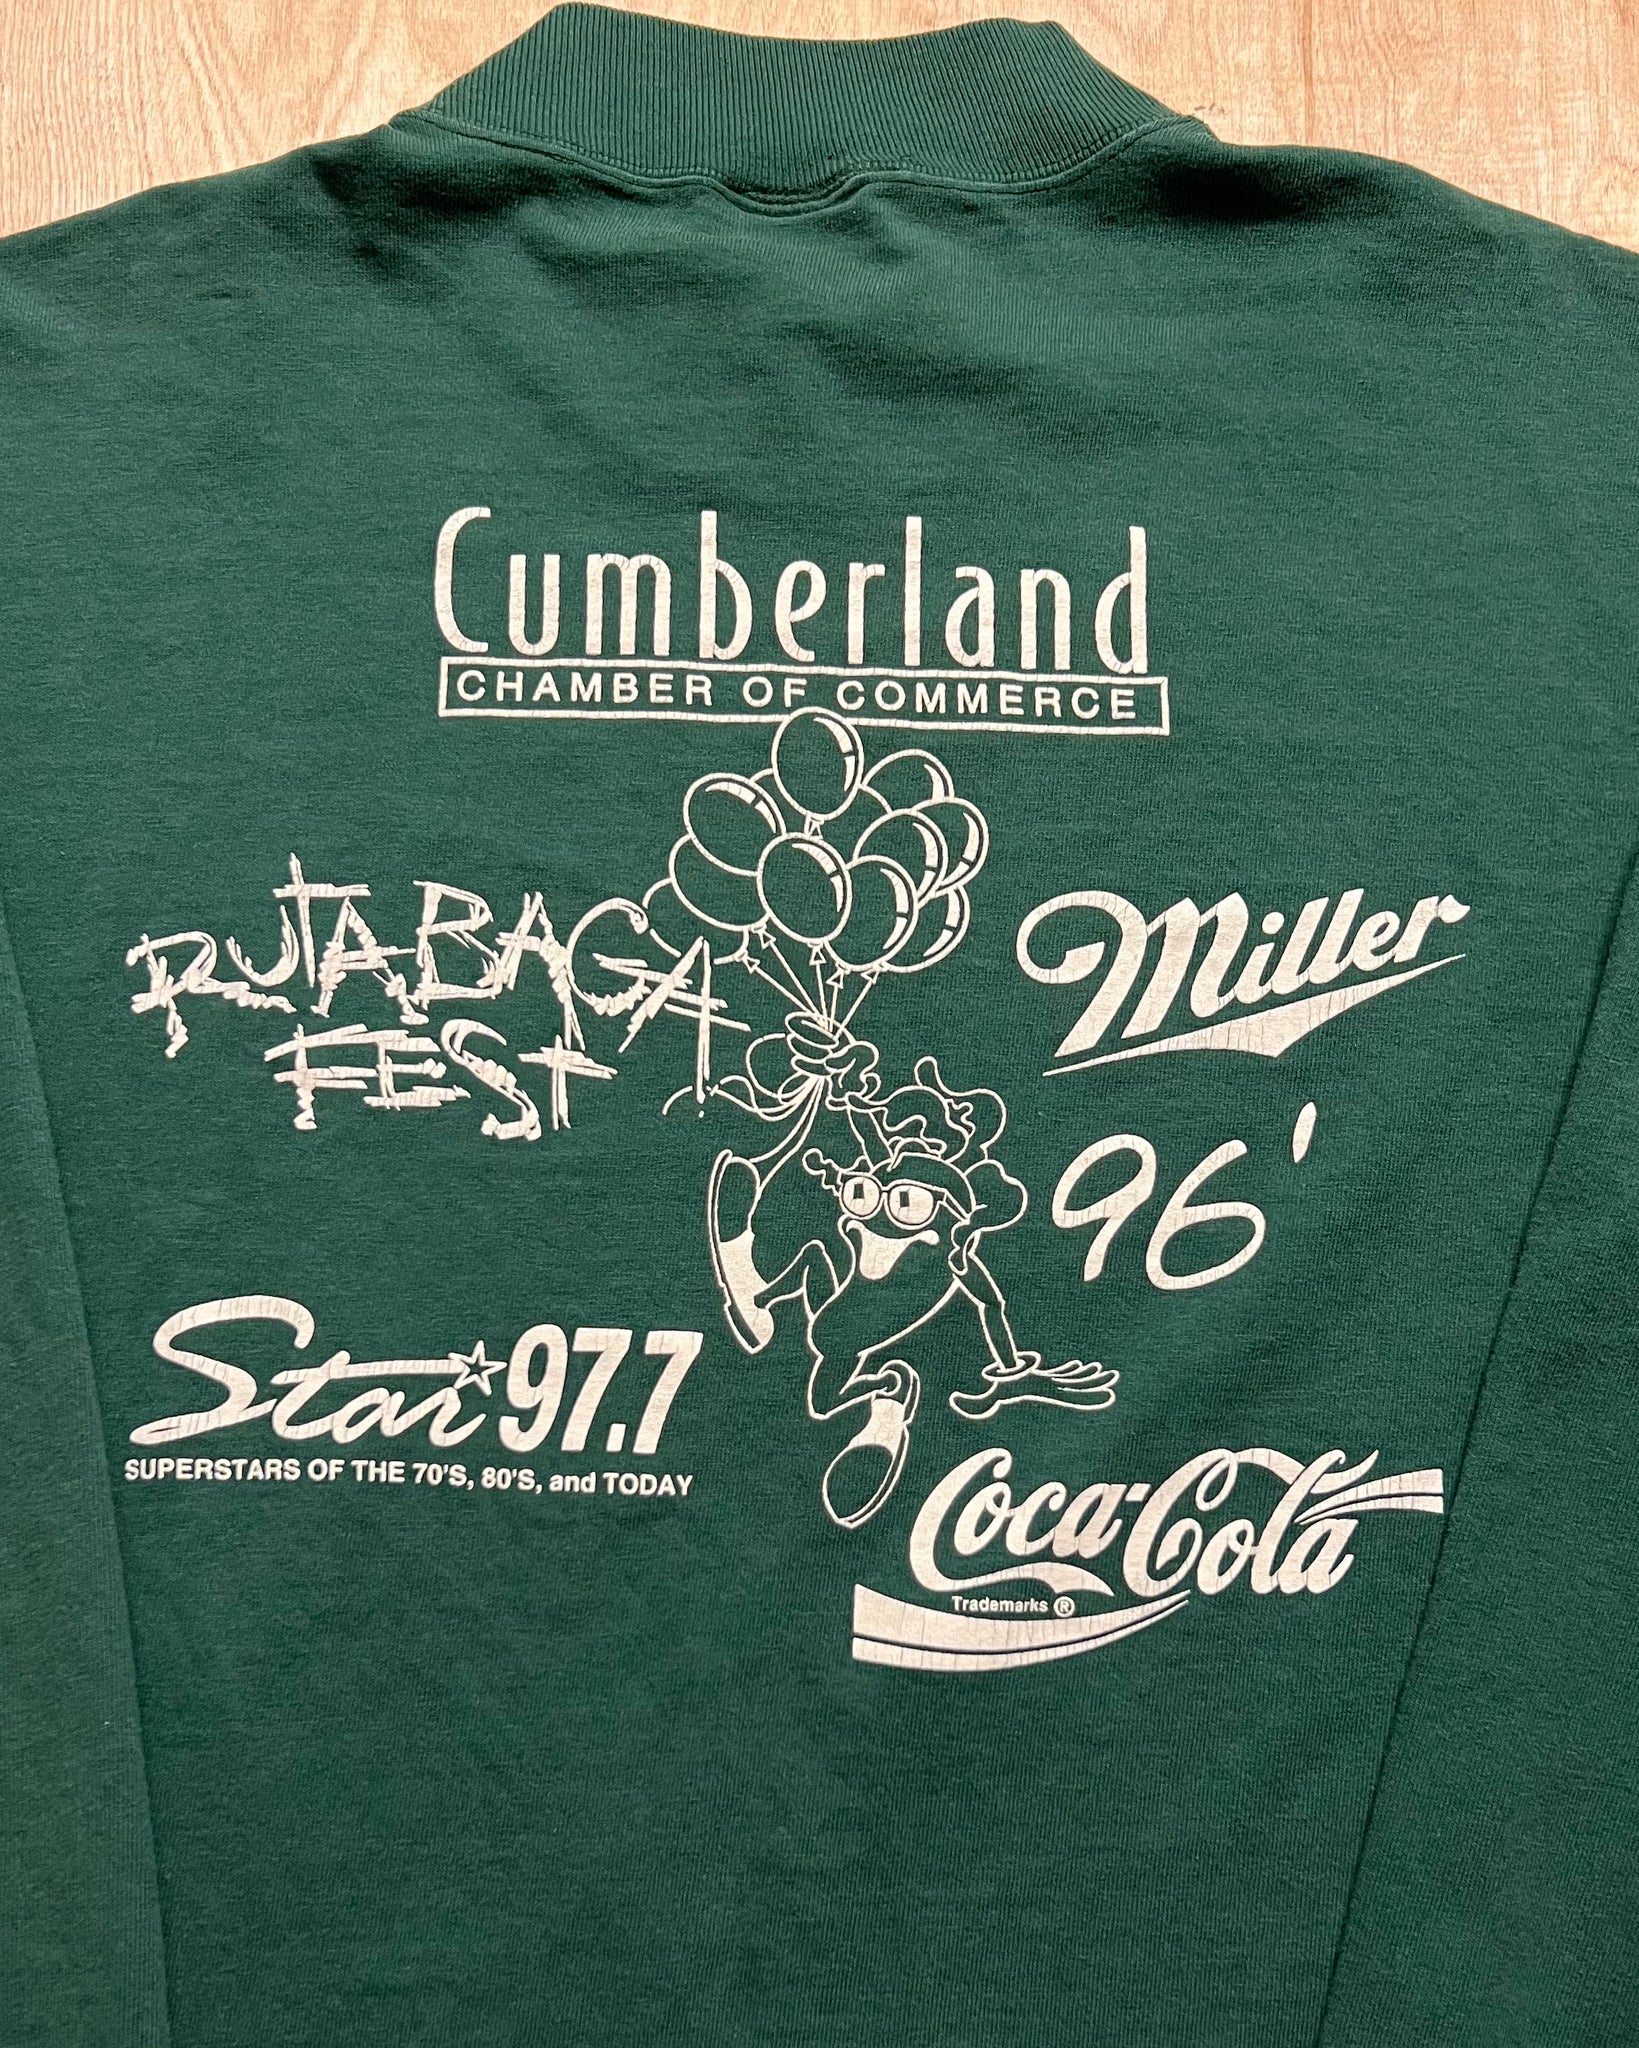 Cumberland
CHAMBER OF COMMERCE
RUTABAGA
FEST
Miller
96'
Star 97.7
SUPERSTARS OF THE 70'S, 80'S, and TODAY
Coca-Cola
Trademarks ®